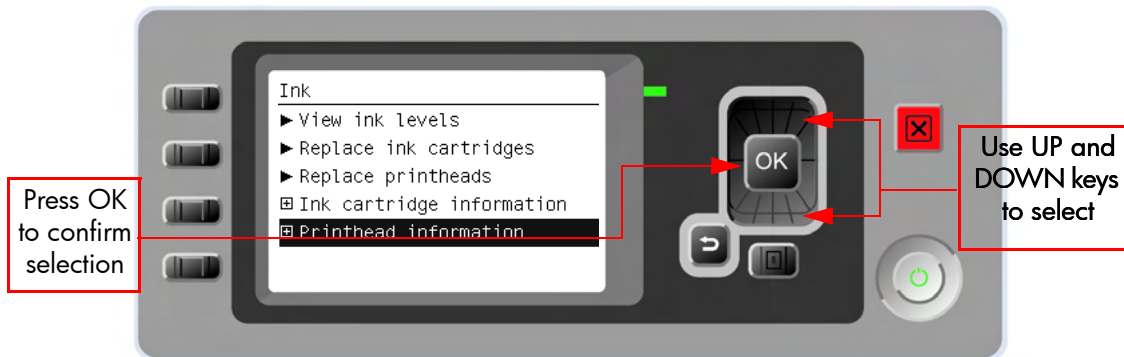 Ink
View ink levels
Replace ink cartridges
Replace printheads
Ink cartridge information
Printhead information
Press OK
to confirm
selection
OK
Use UP and
DOWN keys
to select